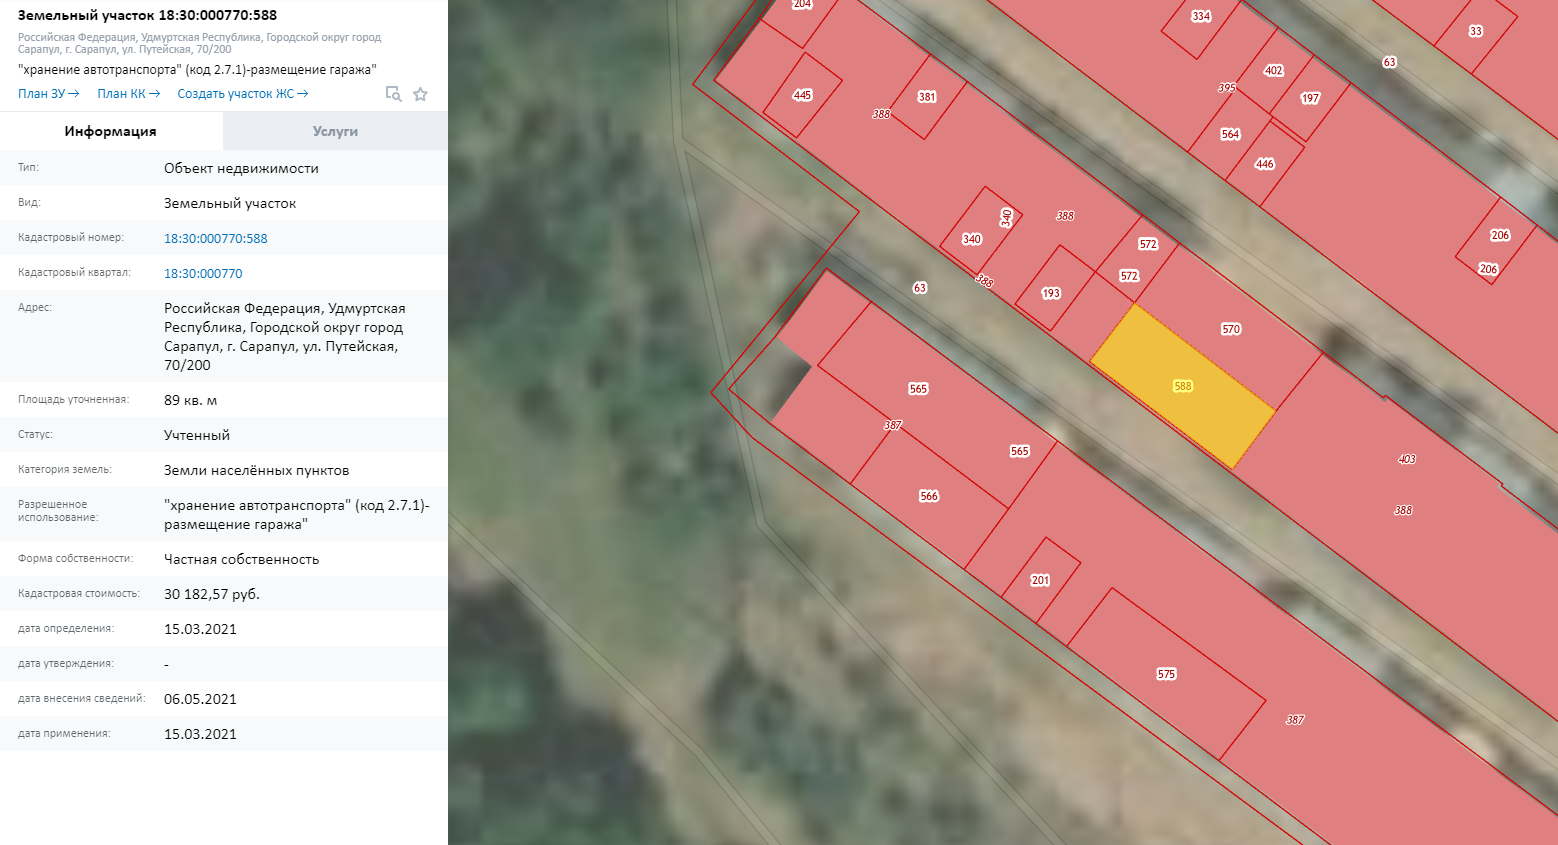 Земельный участок 18:30:000770:588
Российская Федерация, Удмуртская Республика, Городской округ город
Сарапул, г. Сарапул, ул. Путейская, 70/200
"хранение автотранспорта" (код 2.7.1)-размещение гаража"
План ЗУ → План КК → Создать участок ЖС →
Информация Услуги
Тип: Объект недвижимости
Вид: Земельный участок
Кадастровый номер: 18:30:000770:588
Кадастровый квартал: 18:30:000770
Адрес: Российская Федерация, Удмуртская
Республика, Городской округ город
Сарапул, г. Сарапул, ул. Путейская,
70/200
Площадь уточненная: 89 кв. м
Статус: Учтенный
Категория земель: Земли населённых пунктов
Разрешенное
использование:
"хранение автотранспорта" (код 2.7.1)-
размещение гаража"
Форма собственности: Частная собственность
Кадастровая стоимость: 30 182,57 руб.
дата определения: 15.03.2021
дата утверждения: -
дата внесения сведений: 06.05.2021
дата применения: 15.03.2021
204
334
33
63
402
395
197
445
381
388
564
446
340
340
388
572
206
206
572
388
193
63
570
588
565
387
565
403
566
388
201
575
387